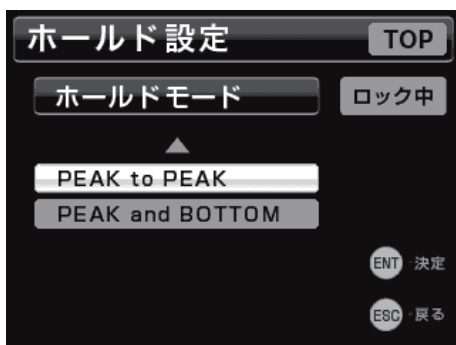 ホールド設定 TOP
ホールドモード ロック中
PEAK to PEAK
PEAK and BOTTOM
ENT 決定
ESC 戻る